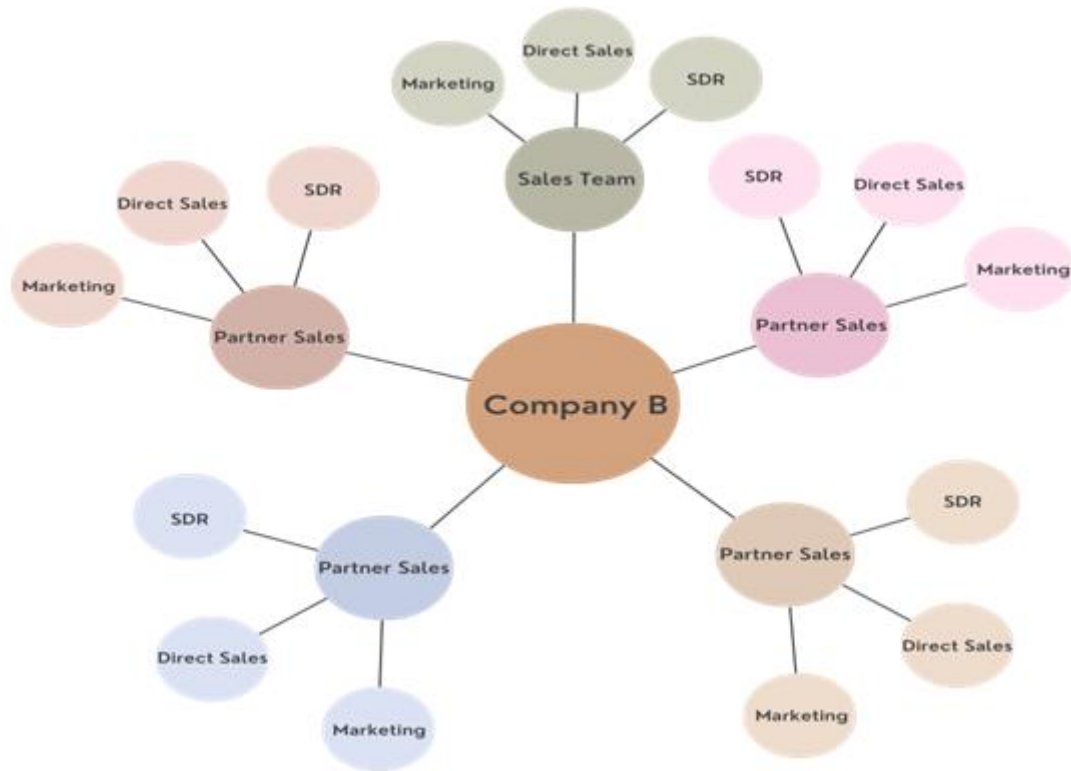 Direct Sales
Marketing
SDR
Sales Team
SDR
Direct Sales
Marketing
Partner Sales
SDR
Direct Sales
Marketing
Partner Sales
Company B
SDR
Partner Sales
Direct Sales
Marketing
SDR
Partner Sales
Direct Sales
Marketing